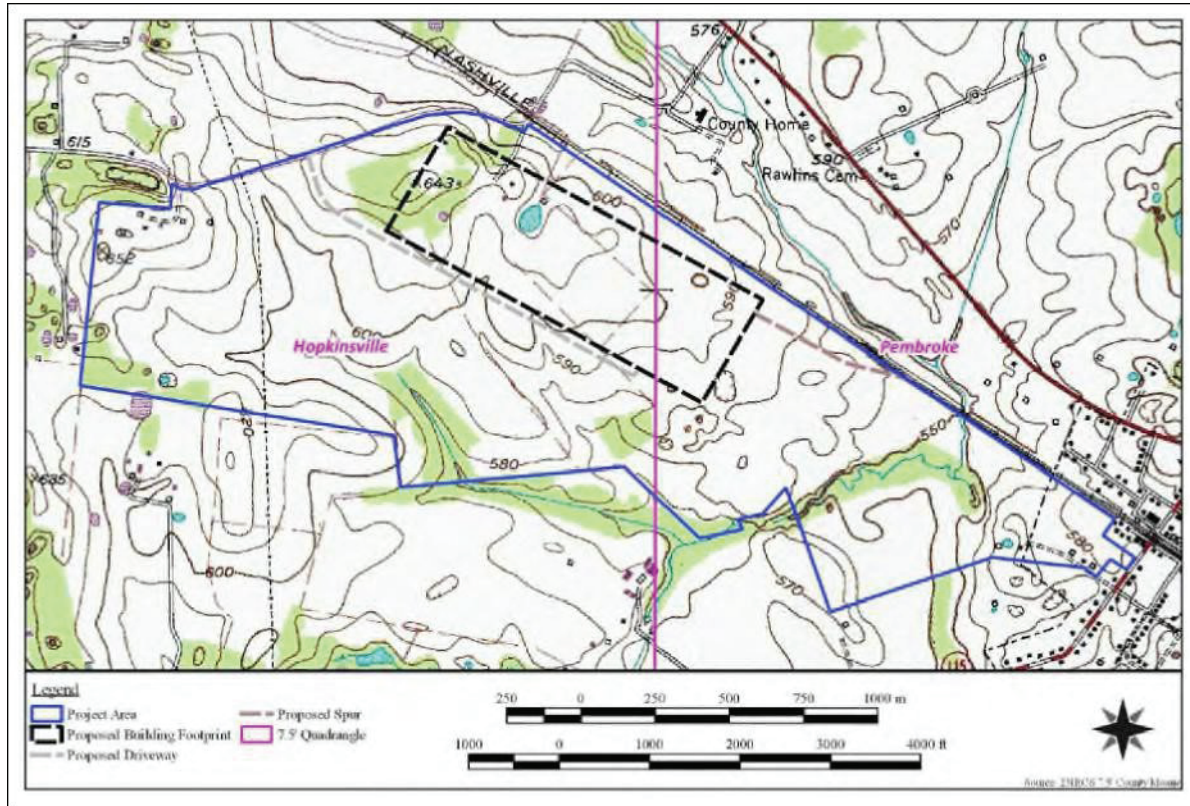 576
615
County Home
590
Rawlins Cem
643
600
570
652
590
600
Hopkinsville
Pembroke
590
550
580
580
600
570
115
Legend
Project Area
Proposed Building Footprint
Proposed Driveway
Proposed Spur
7.5' Quadrangle
250 0 250 500 750 1000 m
1000 0 1000 2000 3000 4000 ft